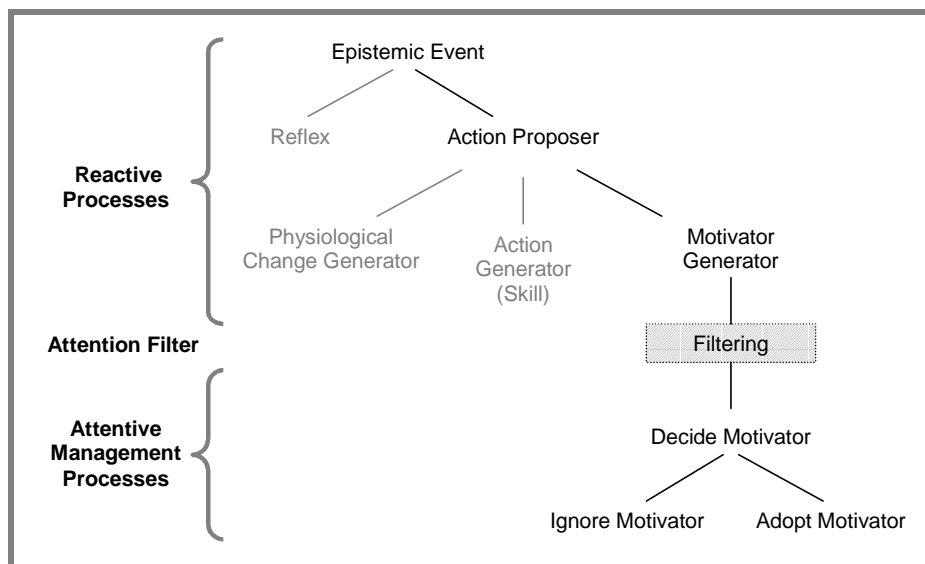 Epistemic Event
Reflex
Action Proposer
Reactive
Processes
Physiological
Change Generator
Action
Generator
(Skill)
Motivator
Generator
Attention Filter
Filtering
Attentive
Management
Processes
Decide Motivator
Ignore Motivator
Adopt Motivator